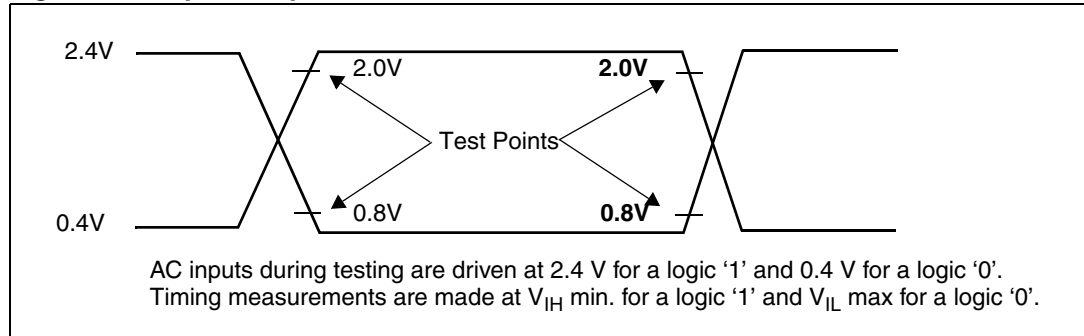 2.4V
2.0V 2.0V
Test Points
0.4V
0.8V 0.8V
AC inputs during testing are driven at 2.4 V for a logic ‘1’ and 0.4 V for a logic ‘0’.
Timing measurements are made at VIH min. for a logic ‘1’ and VIL max for a logic ‘0’.